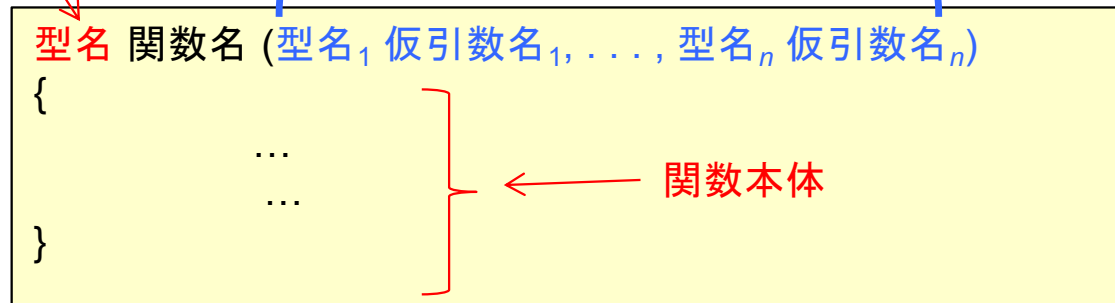 型名 関数名 (型名1 仮引数名1, . . . , 型名n 仮引数名n)
{
…
関数本体
…
}